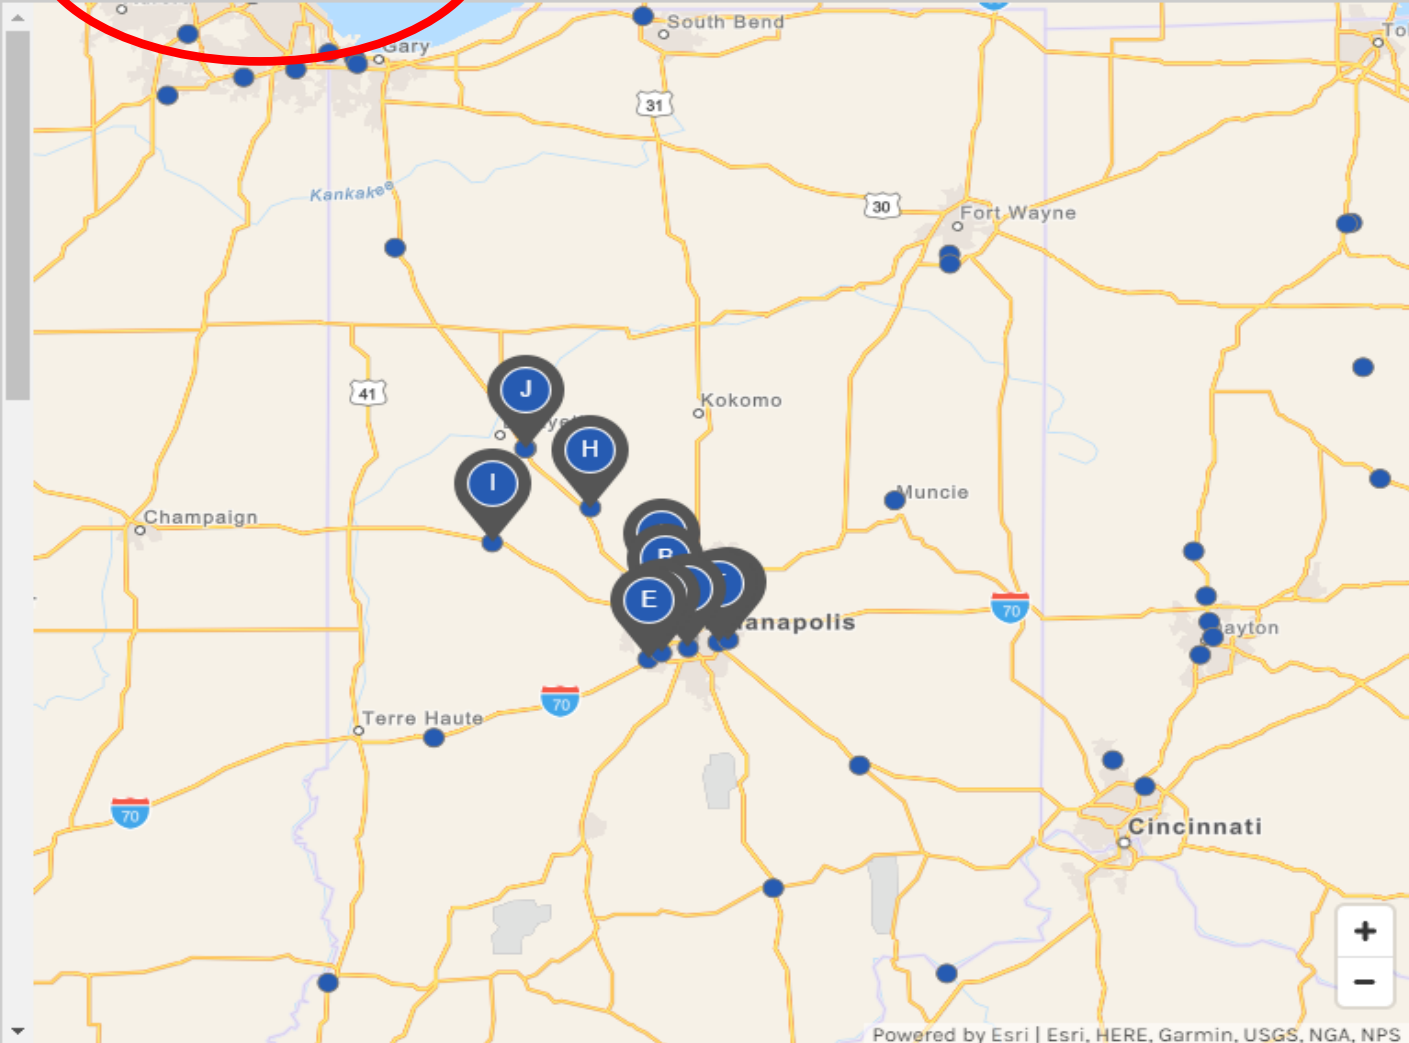 South Bend
Gary
31
Kankakee
30
Fort Wayne
41
J
Kokomo
H
I
Muncie
Champaign
B
E
anapolis
70
ayton
70
Terre Haute
70
Cincinnati
+
−
Powered by Esri | Esri, HERE, Garmin, USGS, NGA, NPS